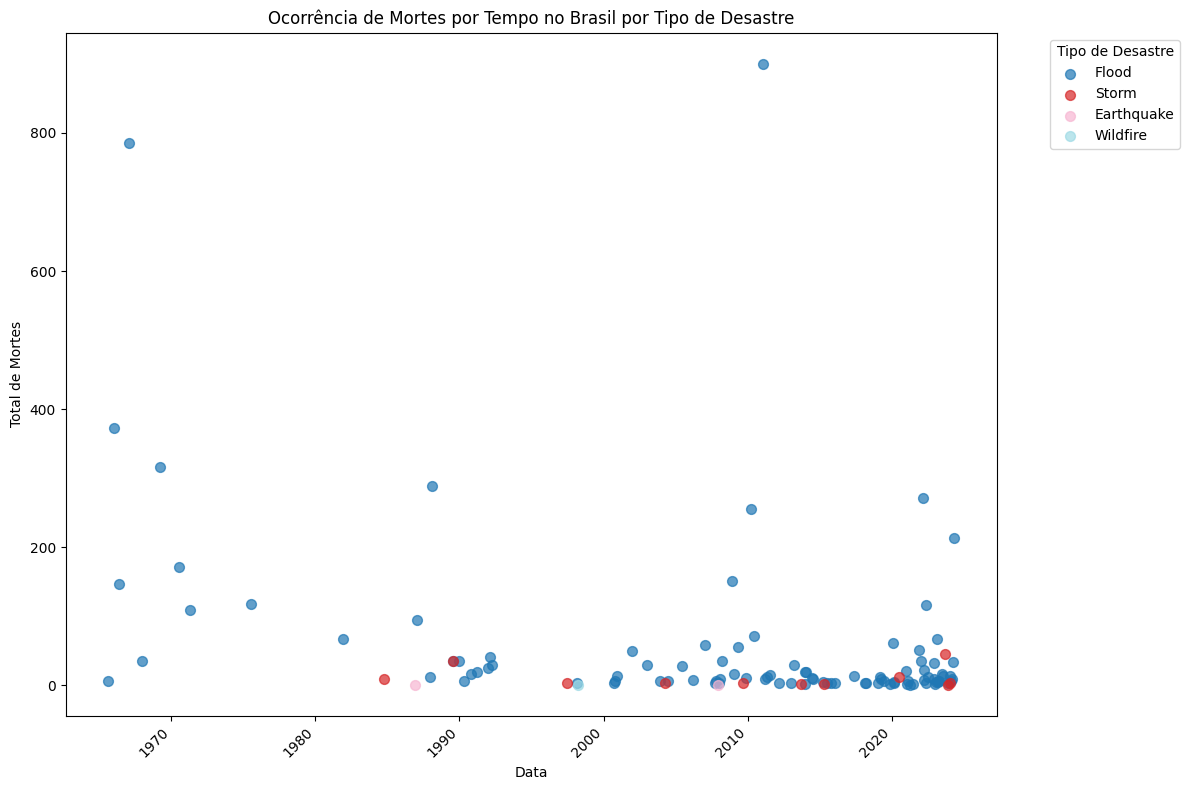 Ocorrência de Mortes por Tempo no Brasil por Tipo de Desastre
Tipo de Desastre
Flood
Storm
Earthquake
Wildfire
Total de Mortes
800
600
400
200
0
1970
1980
1990
2000
2010
2020
Data